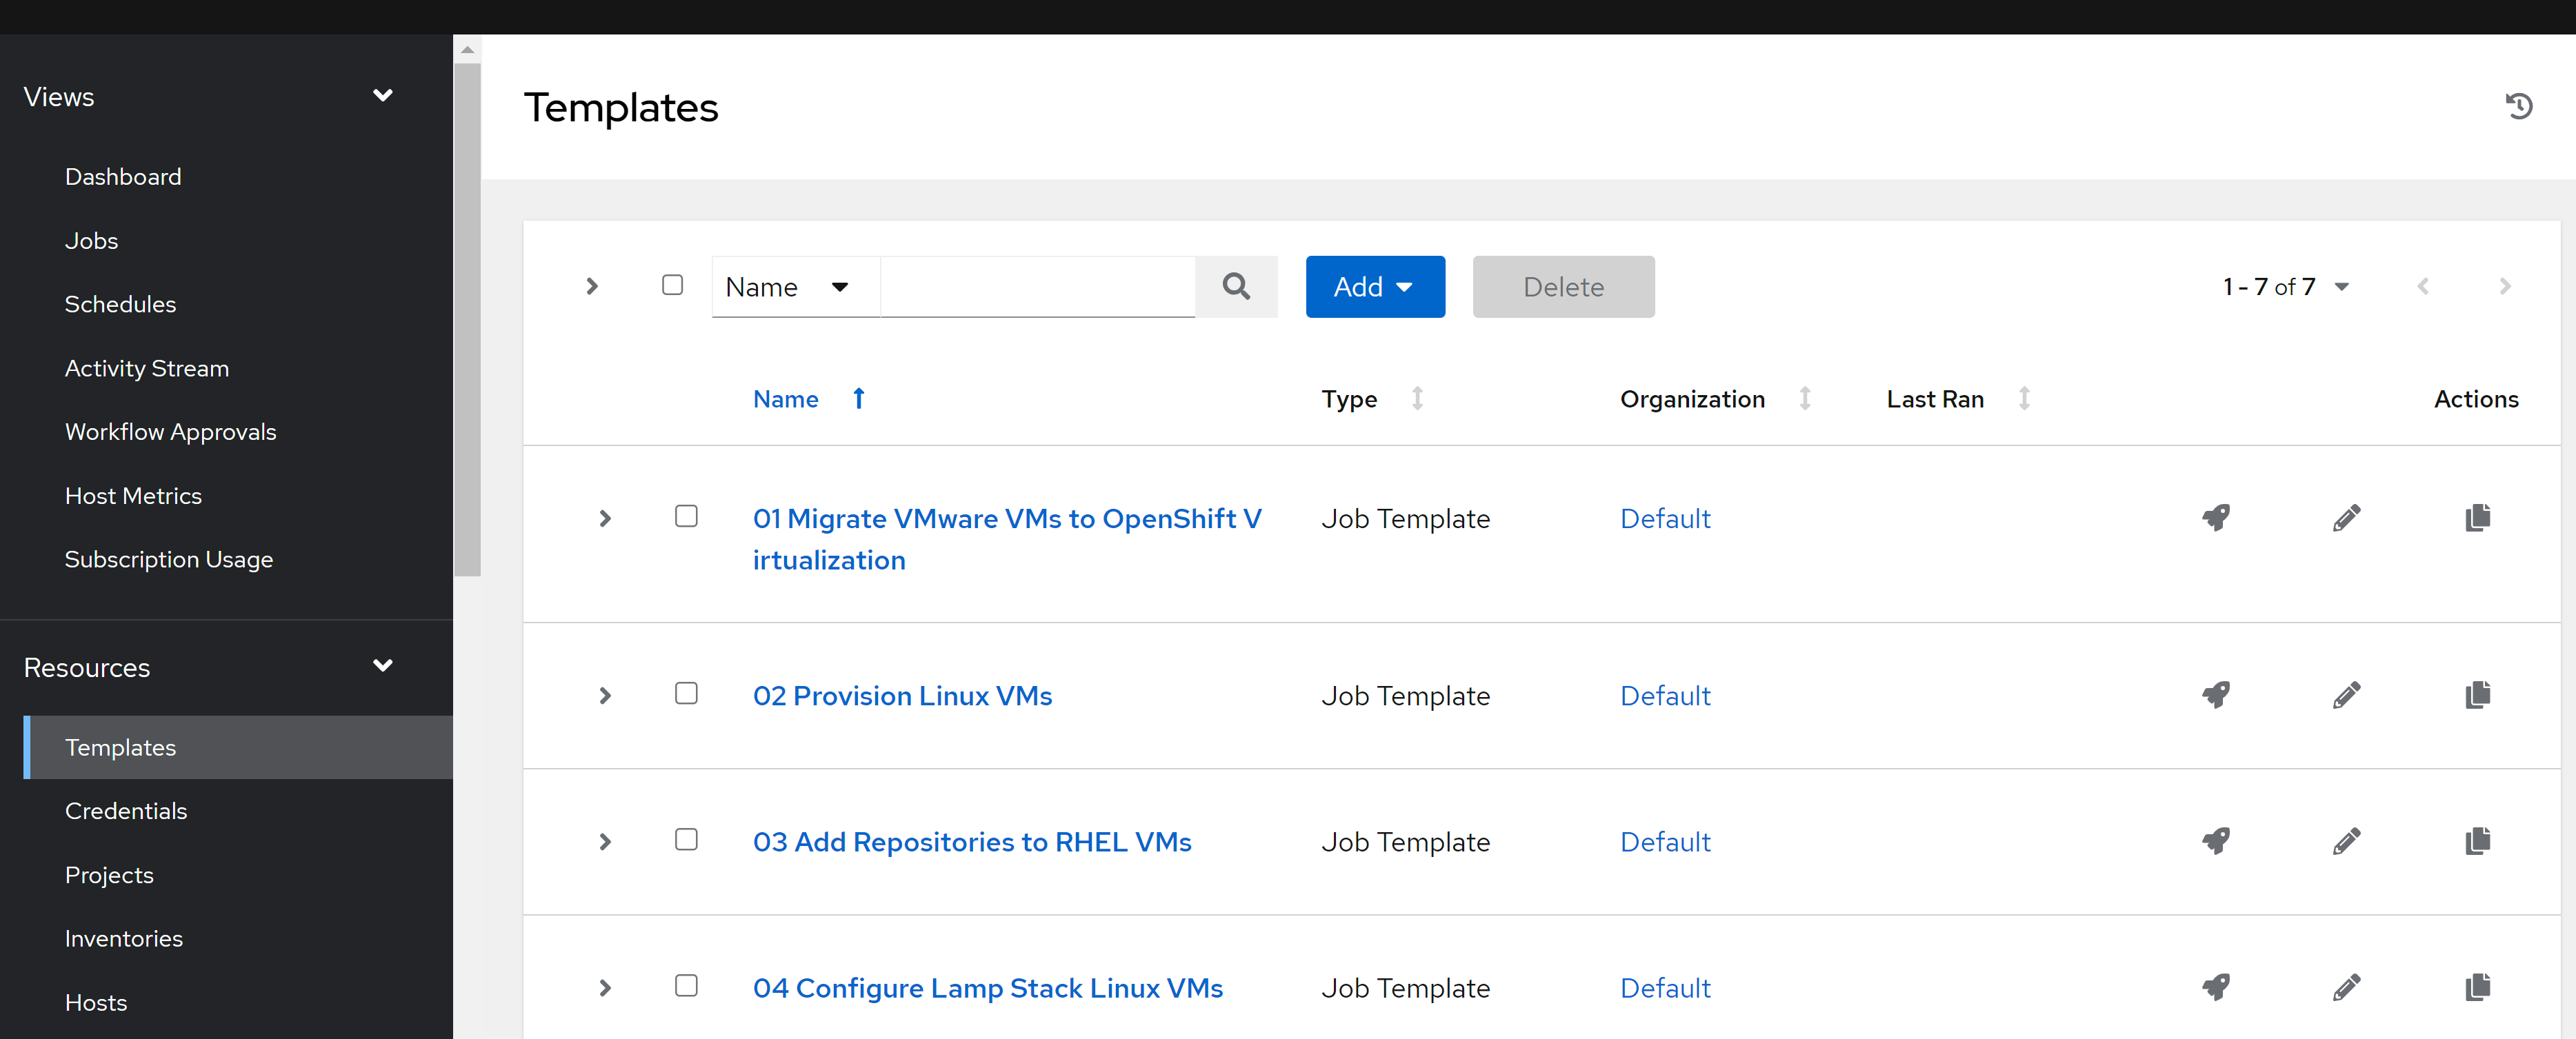 Views
Dashboard
Jobs
Schedules
Activity Stream
Workflow Approvals
Host Metrics
Subscription Usage
Resources
Templates
Credentials
Projects
Inventories
Hosts
Templates
Name
Add
Delete
1 - 7 of 7
Name Type Organization Last Ran Actions
01 Migrate VMware VMs to OpenShift V
irtualization
Job Template Default
02 Provision Linux VMs Job Template Default
03 Add Repositories to RHEL VMs Job Template Default
04 Configure Lamp Stack Linux VMs Job Template Default